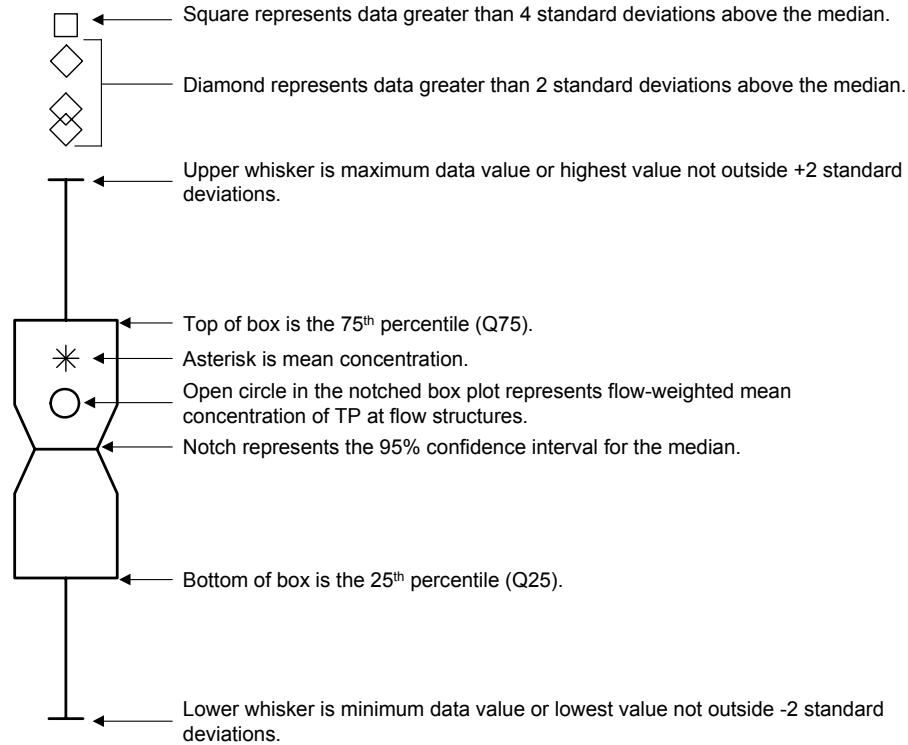 Square represents data greater than 4 standard deviations above the median.
Diamond represents data greater than 2 standard deviations above the median.
Upper whisker is maximum data value or highest value not outside +2 standard
deviations.
Top of box is the 75th percentile (Q75).
Asterisk is mean concentration.
Open circle in the notched box plot represents flow-weighted mean
concentration of TP at flow structures.
Notch represents the 95% confidence interval for the median.
Bottom of box is the 25th percentile (Q25).
Lower whisker is minimum data value or lowest value not outside -2 standard
deviations.